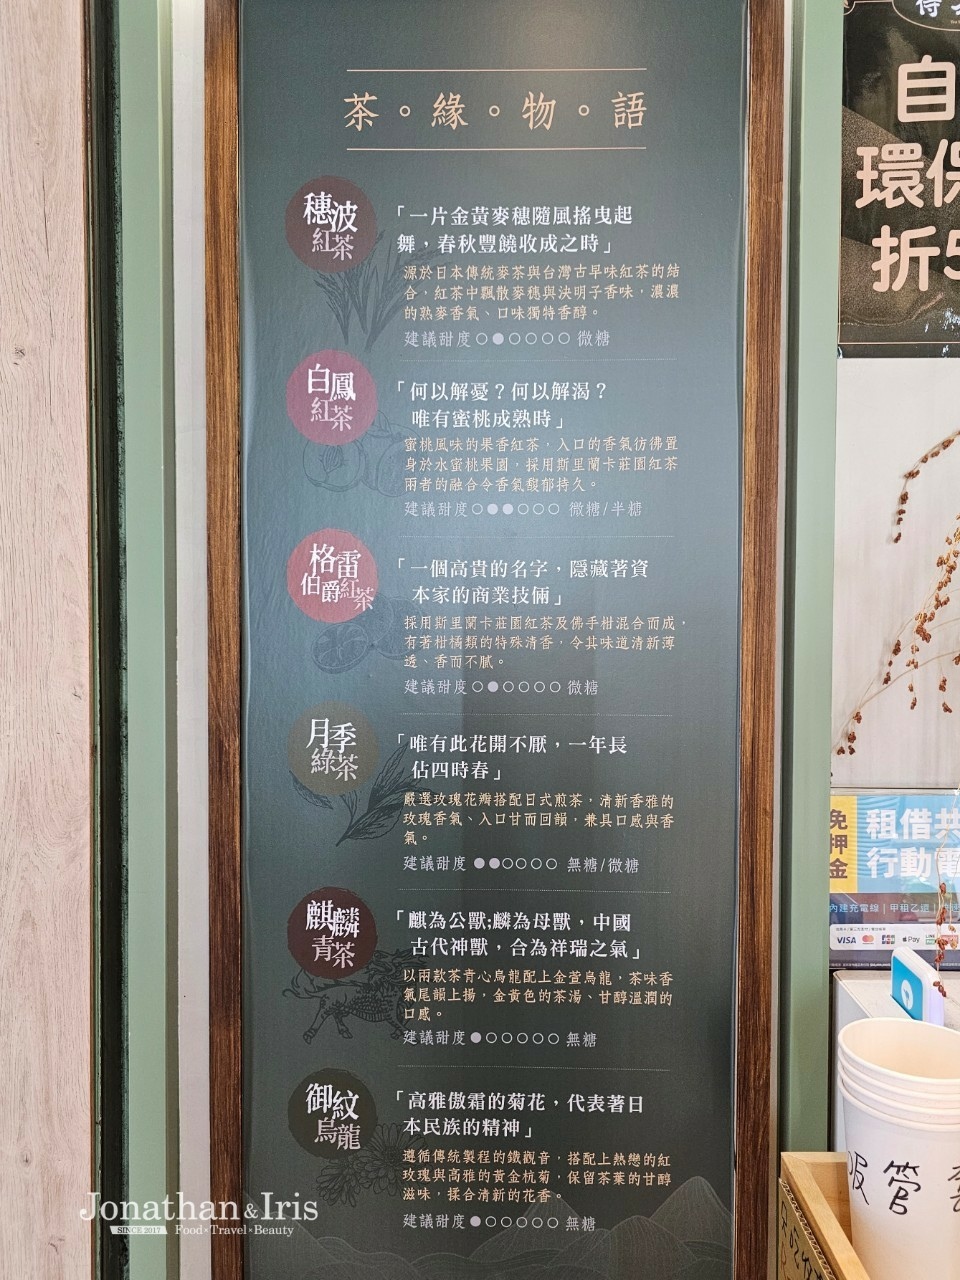 茶。緣。物。語
穗波
紅茶
「一片金黃麥穗隨風搖曳起
舞，春秋豐饒收成之時」
源於日本傳統麥茶與台灣古早味紅茶的結
合，紅茶中飄散麥穗與決明子香味，濃濃
的熟麥香氣、口味獨特香醇。
建議甜度○●○○○○ 微糖
白鳳
紅茶
「何以解憂？何以解渴？
唯有蜜桃成熟時」
蜜桃風味的果香紅茶，入口的香氣彷彿置
身於水蜜桃果園，採用斯里蘭卡莊園紅茶
兩者的融合令香氣馥郁持久。
建議甜度○●●○○○ 微糖/半糖
格雷
伯爵紅茶
「一個高貴的名字，隱藏著資
本家的商業技倆」
採用斯里蘭卡莊園紅茶及佛手柑混合而成，
有著柑橘類的特殊清香，令其味道清新薄
透、香而不膩。
建議甜度○●○○○○ 微糖
月季
綠茶
「唯有此花開不厭，一年長
佔四時春」
嚴選玫瑰花瓣搭配日式煎茶，清新香雅的
玫瑰香氣、入口甘而回韻，兼具口感與香
氣。
建議甜度●●○○○○ 無糖/微糖
麒麟
青茶
「麒為公獸;麟為母獸，中國
古代神獸，合為祥瑞之氣」
以兩款茶青心烏龍配上金萱烏龍，茶味香
氣尾韻上揚，金黃色的茶湯、甘醇溫潤的
口感。
建議甜度●○○○○○ 無糖
御紋
烏龍
「高雅傲霜的菊花，代表著日
本民族的精神」
遵循傳統製程的鐵觀音，搭配上熱戀的紅
玫瑰與高雅的黃金杭菊，保留茶葉的甘醇
滋味，揉合清新的花香。
建議甜度●○○○○○ 無糖
自
環保
折5
免押金
租借共
行動電
內建充電線｜甲租乙還
VISA
Pay
管
Jonathan&Iris
SINCE 2017
Food•Travel•Beauty